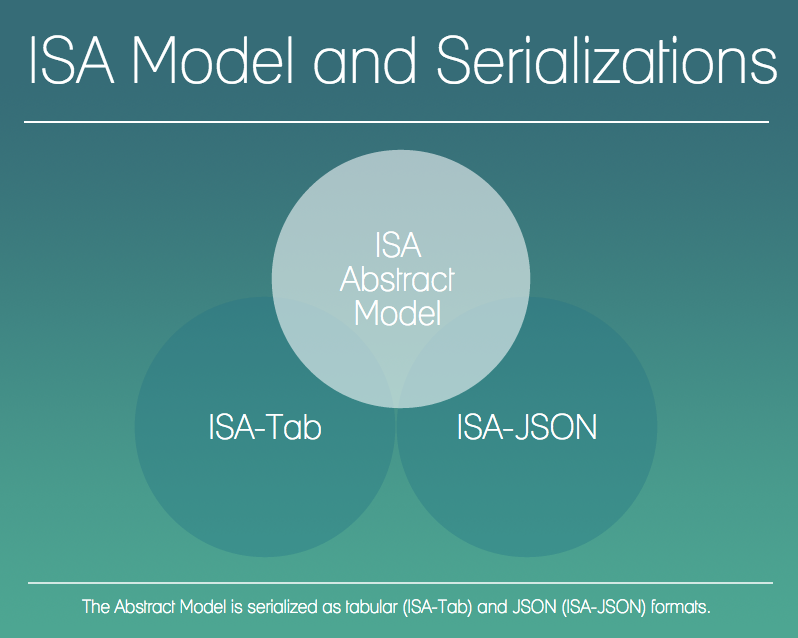 ISA Model and Serializations
ISA
Abstract
Model
ISA-Tab
ISA-JSON
The Abstract Model is serialized as tabular (ISA-Tab) and JSON (ISA-JSON) formats.